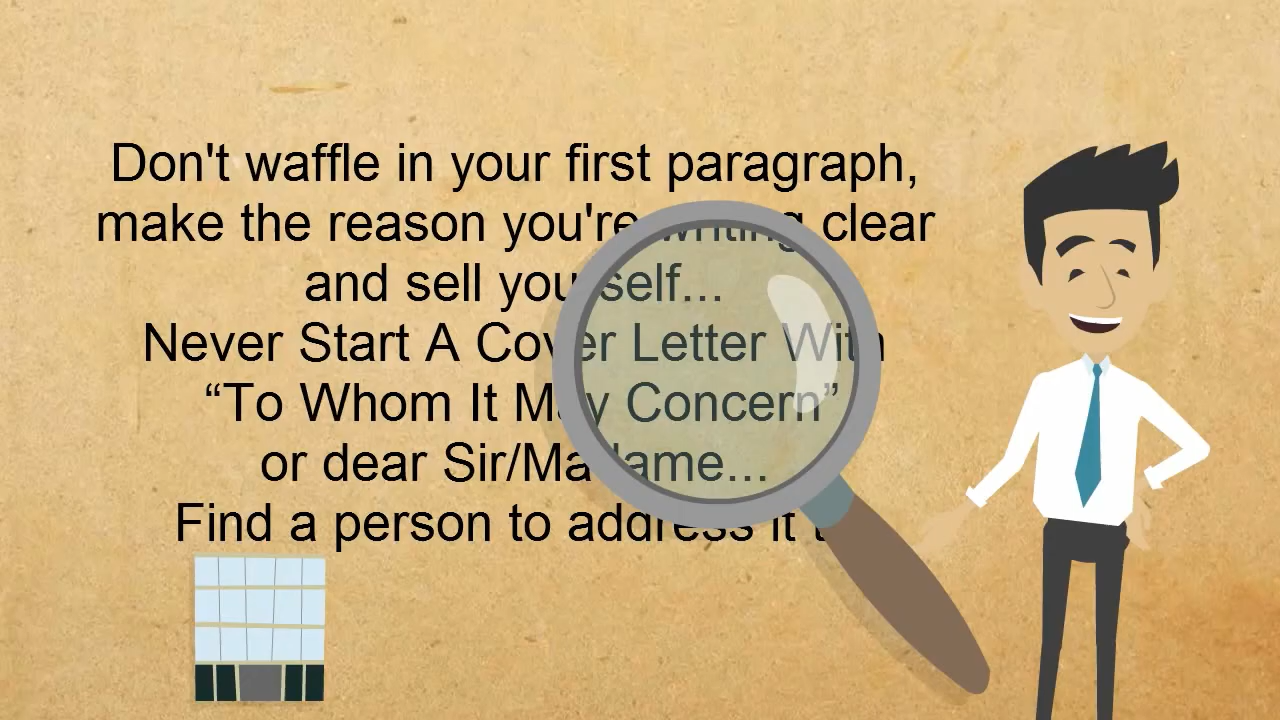 Don't waffle in your first paragraph,
make the reason you're writing clear
and sell yourself...
Never Start A Cover Letter With
“To Whom It May Concern”
or dear Sir/Madame...
Find a person to address it